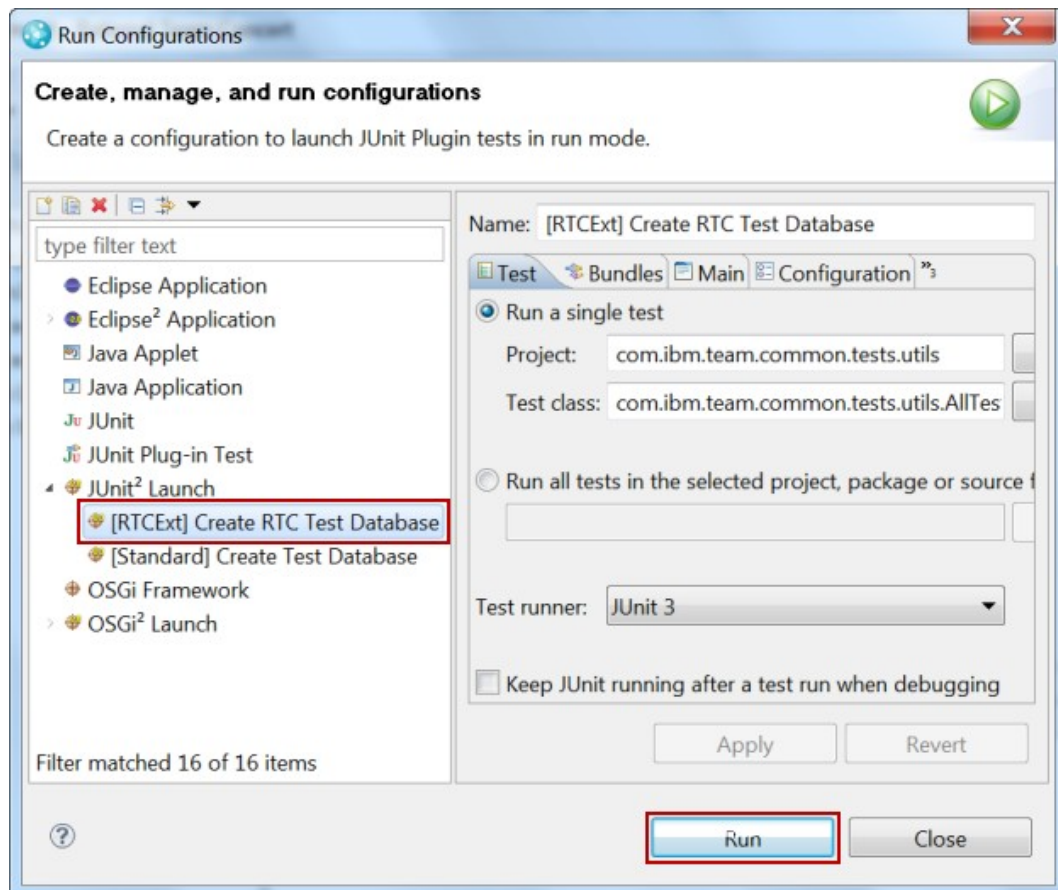 Run Configurations
Create, manage, and run configurations
Create a configuration to launch JUnit Plugin tests in run mode.
type filter text
Eclipse Application
Eclipse² Application
Java Applet
Java Application
Ju JUnit
Jü JUnit Plug-in Test
JUnit² Launch
[RTCExt] Create RTC Test Database
[Standard] Create Test Database
OSGi Framework
OSGi² Launch
Filter matched 16 of 16 items
Name: [RTCExt] Create RTC Test Database
Test Bundles Main Configuration »3
Run a single test
Project: com.ibm.team.common.tests.utils
Test class: com.ibm.team.common.tests.utils.AllTes
Run all tests in the selected project, package or source f
Test runner: JUnit 3
Keep JUnit running after a test run when debugging
Apply Revert
? Run Close